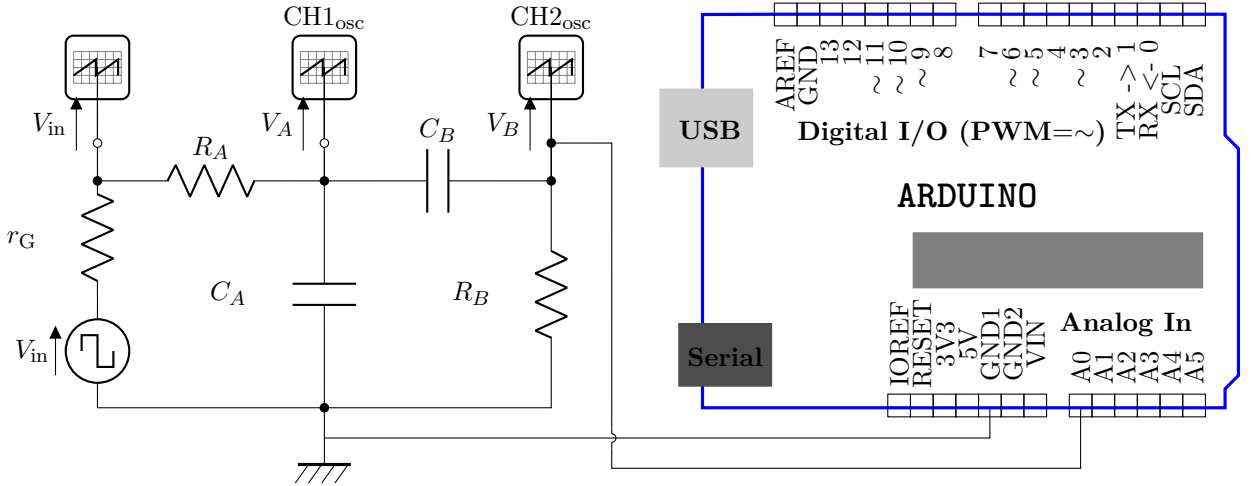 CH1osc
CH2osc
Vin
VA
VB
RA
CB
rG
CA
RB
Vin
AREF
GND
13
12
~ 11
~ 10
~ 9
8
7
~ 6
~ 5
4
~ 3
2
TX -> 1
RX <- 0
SCL
SDA
USB
Digital I/O (PWM=~)
ARDUINO
Serial
Analog In
IOREF
RESET
3V3
5V
GND1
GND2
VIN
A0
A1
A2
A3
A4
A5